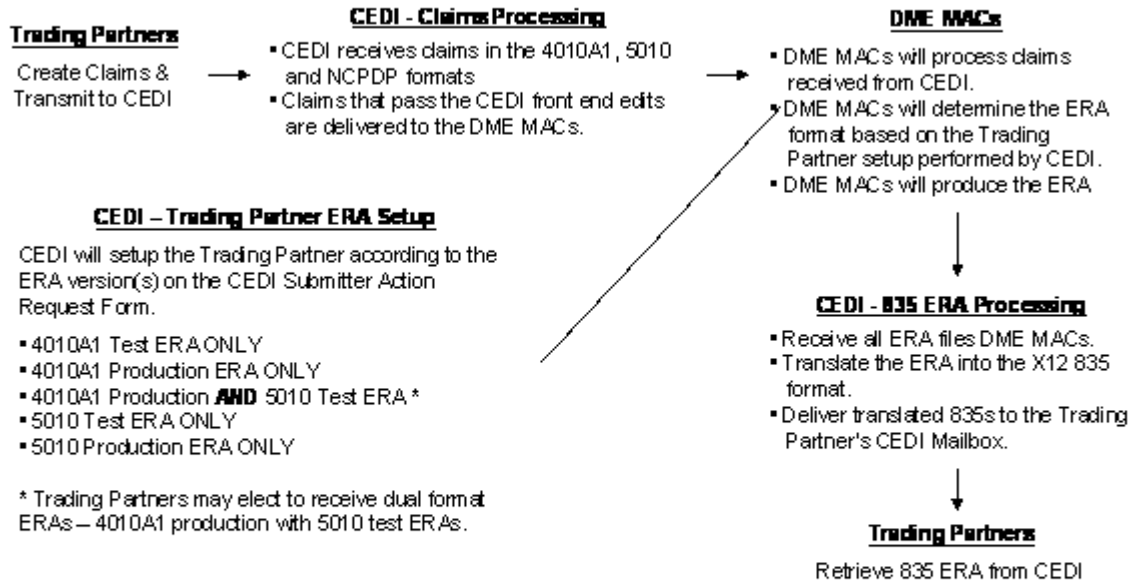 Trading Partners
Create Claims &
Transmit to CEDI
CEDI - Claims Processing
▪ CEDI receives claims in the 4010A1, 5010
and NCPDP formats
▪ Claims that pass the CEDI front end edits
are delivered to the DME MACs.
DME MACs
▪ DME MACs will process claims
received from CEDI.
▪ DME MACs will determine the ERA
format based on the Trading
Partner setup performed by CEDI.
▪ DME MACs will produce the ERA
CEDI – Trading Partner ERA Setup
CEDI will setup the Trading Partner according to the
ERA version(s) on the CEDI Submitter Action
Request Form.
▪ 4010A1 Test ERA ONLY
▪ 4010A1 Production ERA ONLY
▪ 4010A1 Production AND 5010 Test ERA *
▪ 5010 Test ERA ONLY
▪ 5010 Production ERA ONLY
* Trading Partners may elect to receive dual format
ERAs – 4010A1 production with 5010 test ERAs.
CEDI - 835 ERA Processing
▪ Receive all ERA files DME MACs.
▪ Translate the ERA into the X12 835
format.
▪ Deliver translated 835s to the Trading
Partner's CEDI Mailbox.
Trading Partners
Retrieve 835 ERA from CEDI